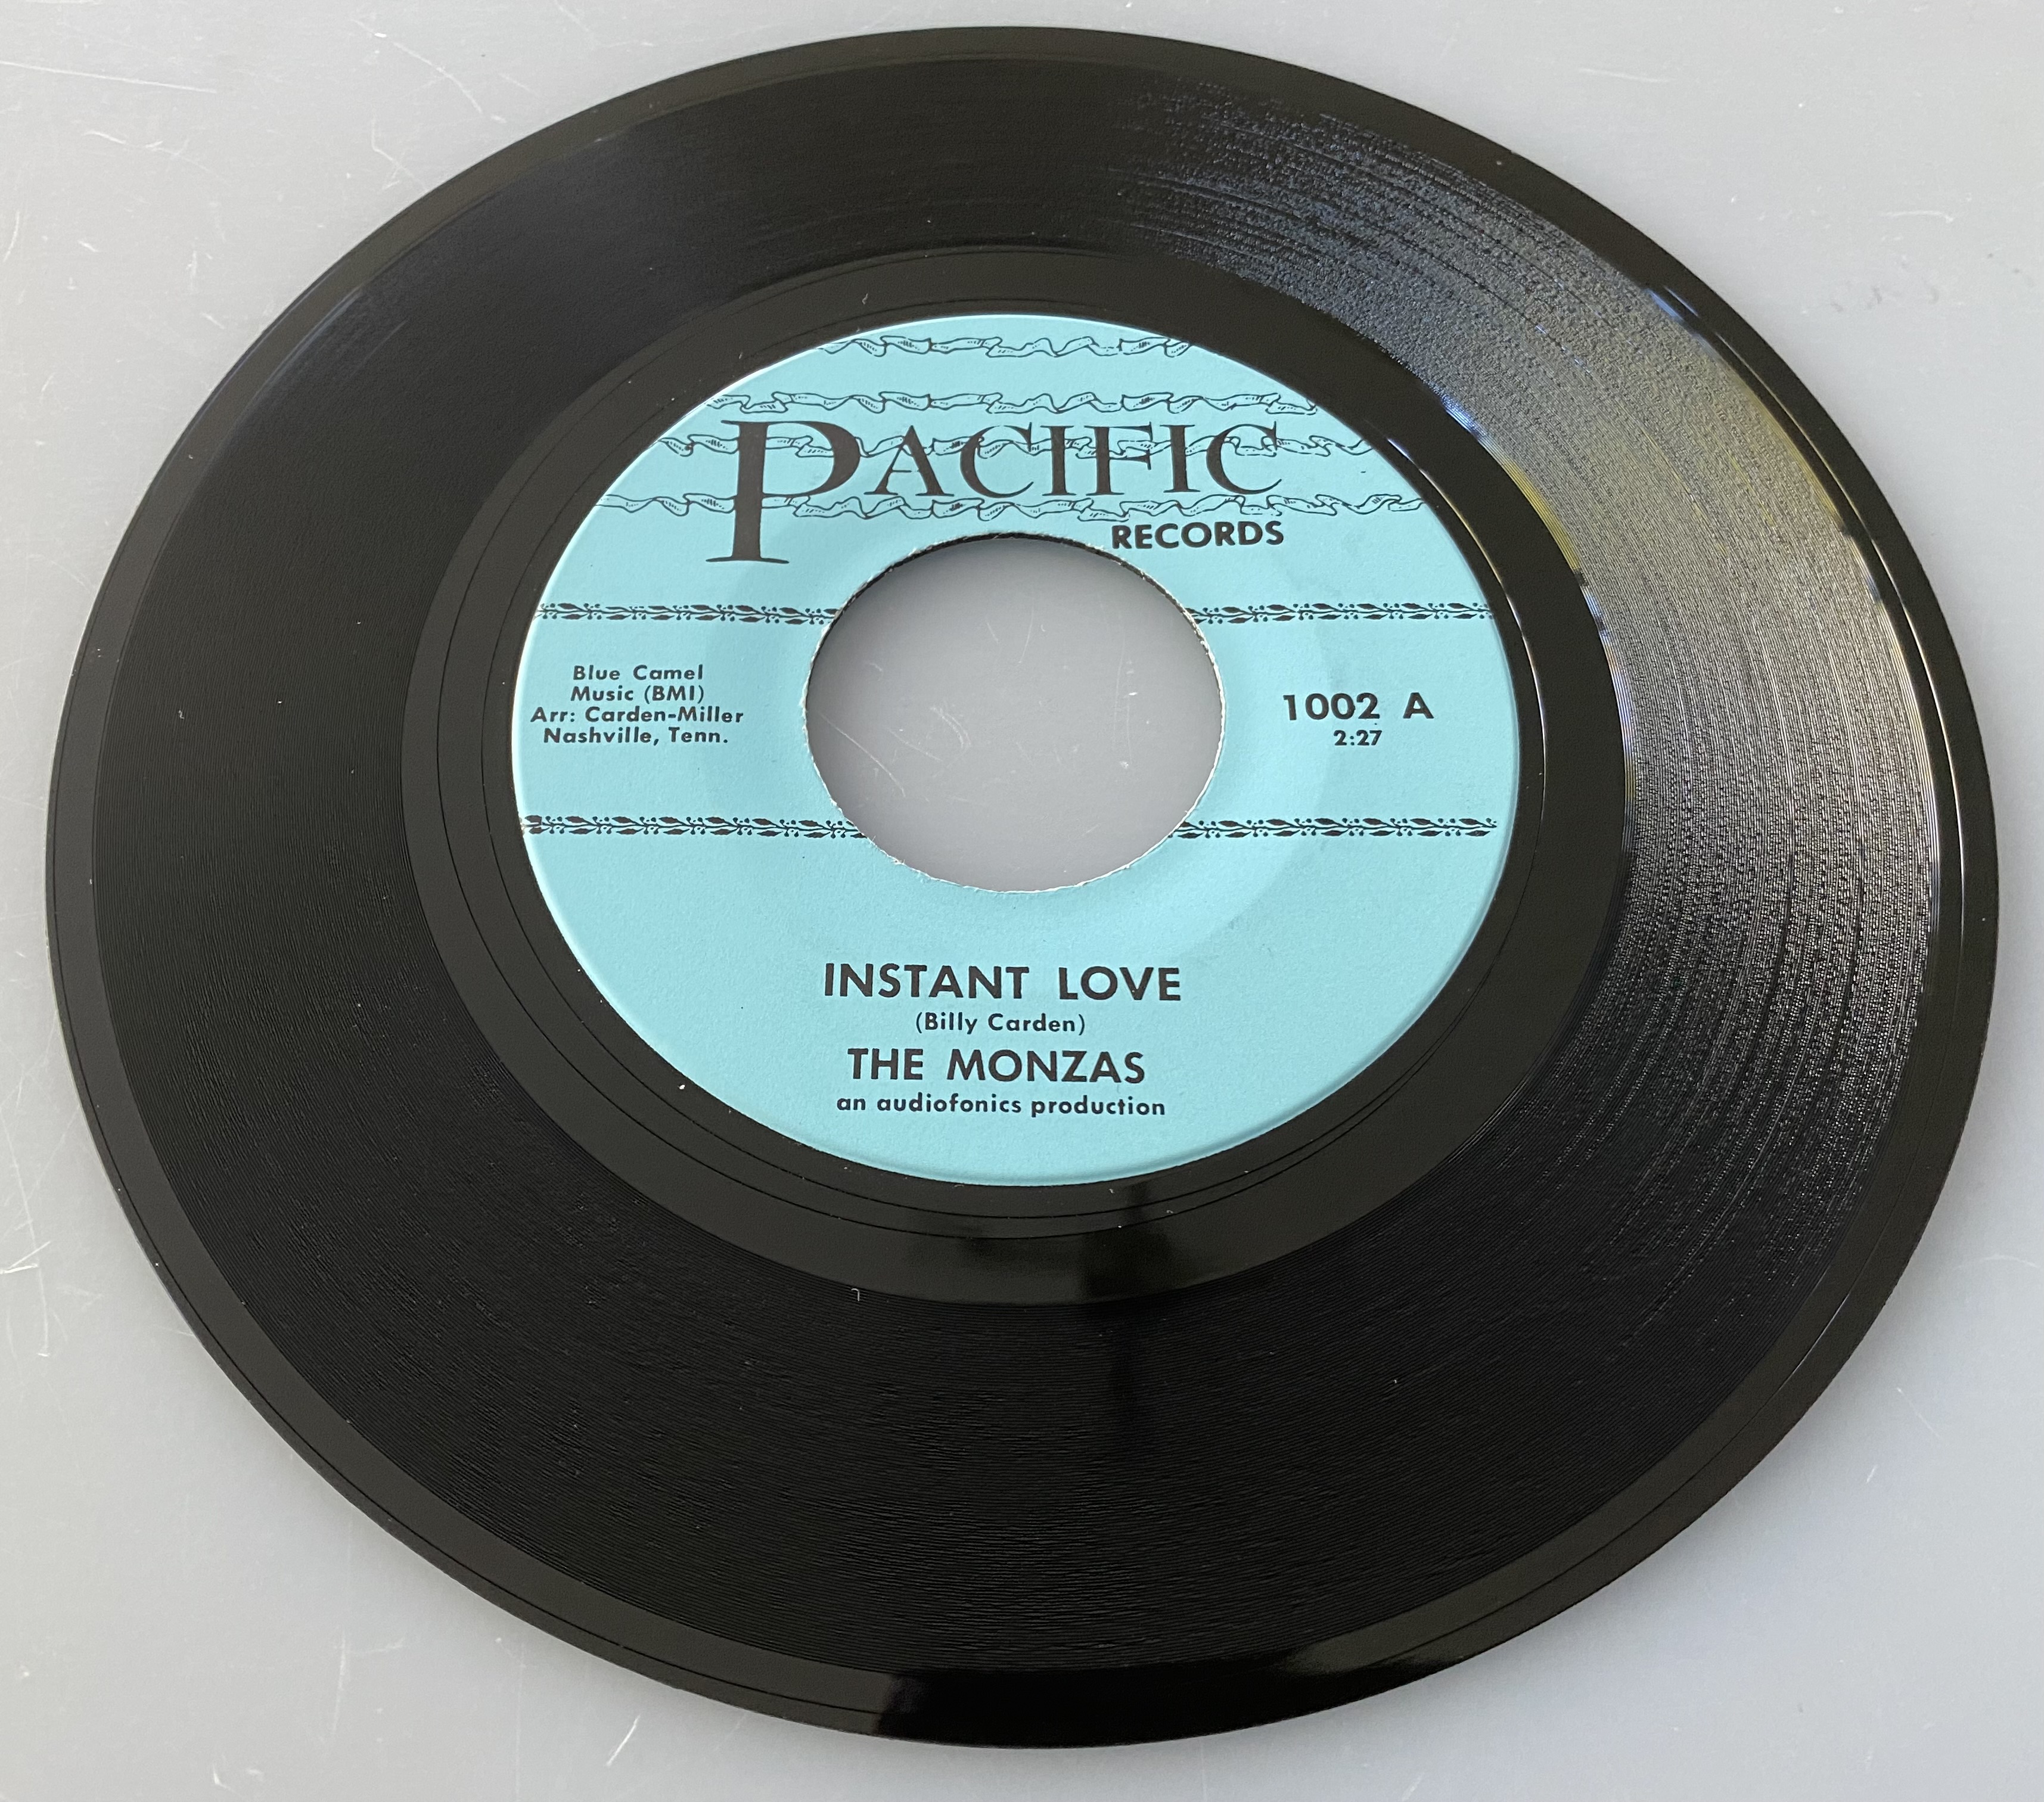 PACIFIC
RECORDS
Blue Camel
Music (BMI)
Arr: Carden-Miller
Nashville, Tenn.
1002 A
2:27
INSTANT LOVE
(Billy Carden)
THE MONZAS
an audiofonics production